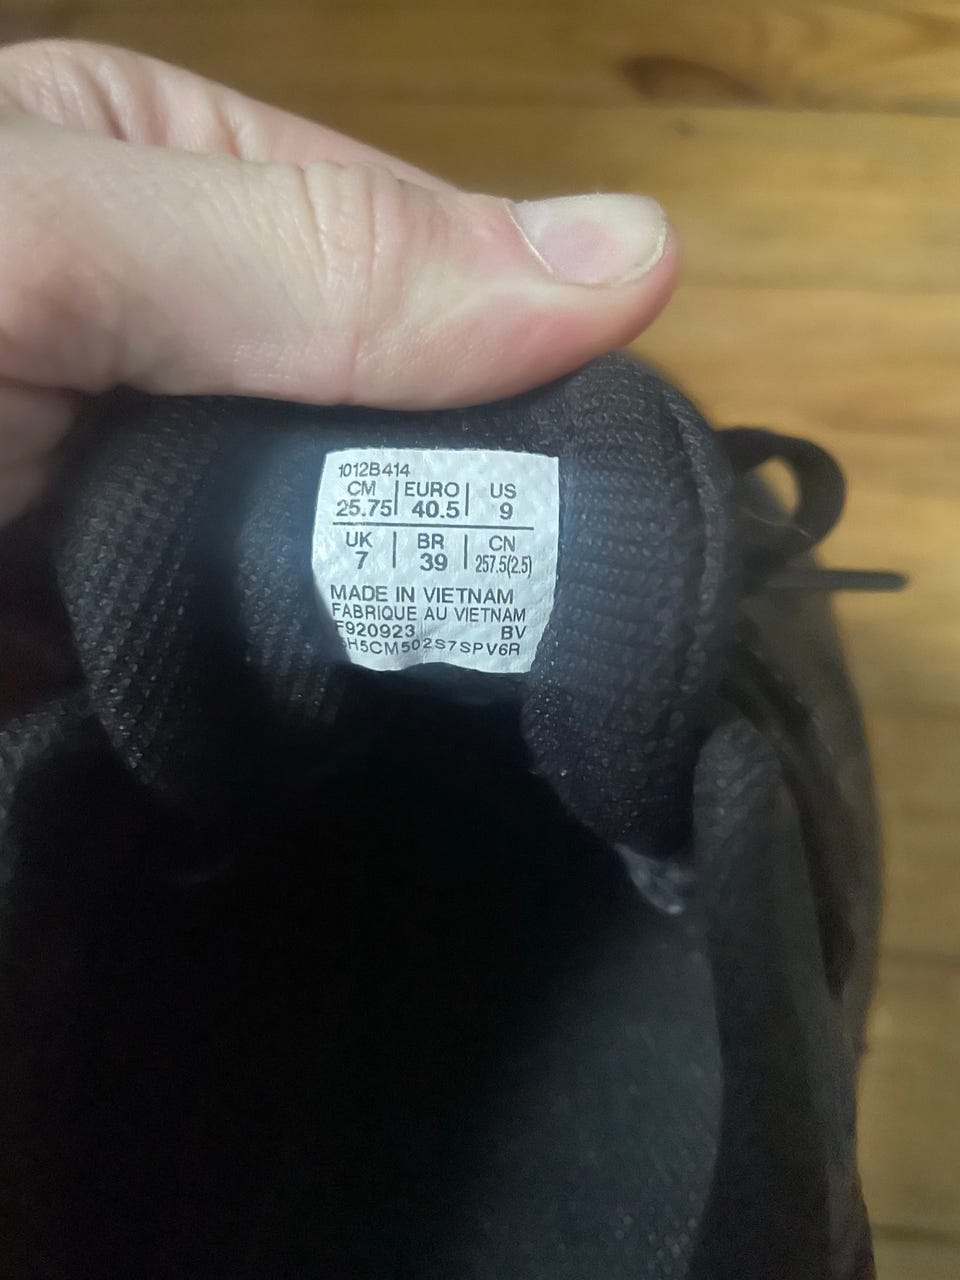 1012B414
CM | EURO | US
25.75 | 40.5 | 9
UK | BR | CN
7 | 39 | 257.5(2.5)
MADE IN VIETNAM
FABRIQUE AU VIETNAM
F920923 BV
H5CM502S7SPV6R